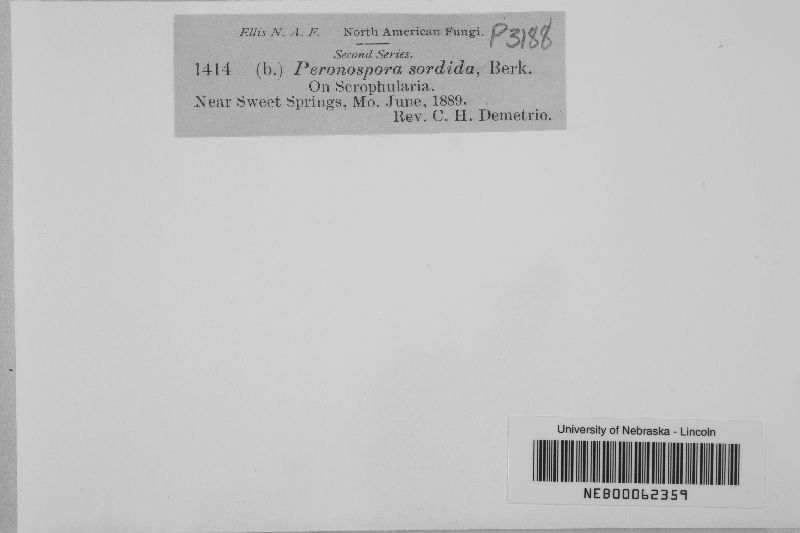 Ellis N. A. F. North American Fungi. P3188
Second Series.
1414 (b.) Peronospora sordida, Berk.
On Scrophularia.
Near Sweet Springs, Mo. June, 1889.
Rev. C. H. Demetrio.
University of Nebraska - Lincoln
NEB00062359